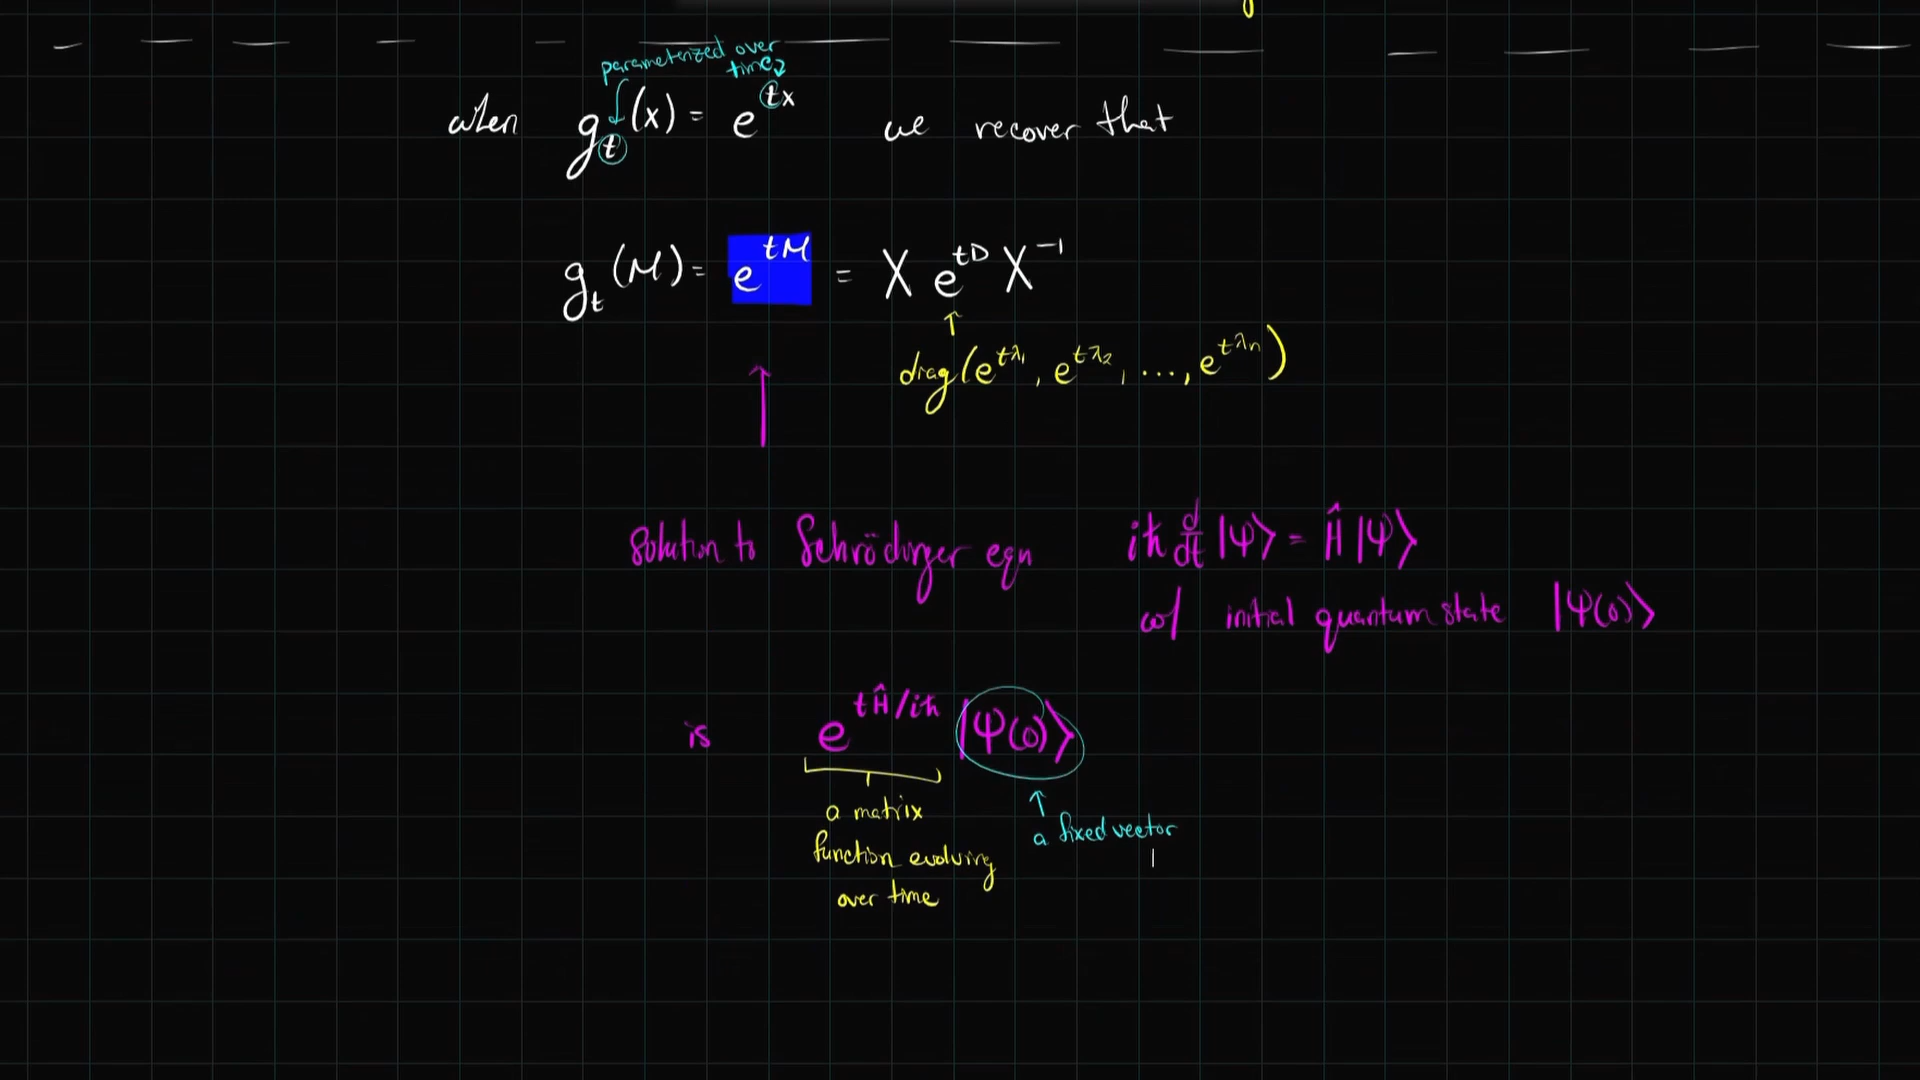 parameterized over
time
when g_t(x) = e^{tx} we recover that
g_t(M) = e^{tM} = X e^{tD} X^{-1}
diag(e^{tλ_1}, e^{tλ_2}, ..., e^{tλ_n})
solution to Schrödinger eqn iħ d/dt |Ψ⟩ = Ĥ |Ψ⟩
w/ initial quantum state |Ψ(0)⟩
is e^{tĤ/iħ} |Ψ(0)⟩
a matrix
function evolving
over time
a fixed vector